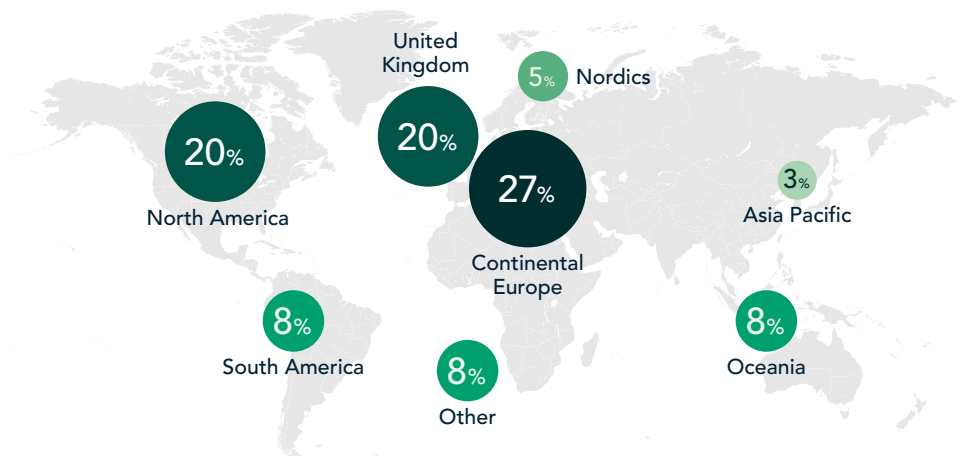 United
Kingdom
5% Nordics
20%
20%
27%
3%
North America
Asia Pacific
Continental
Europe
8%
8%
South America
Oceania
8%
Other